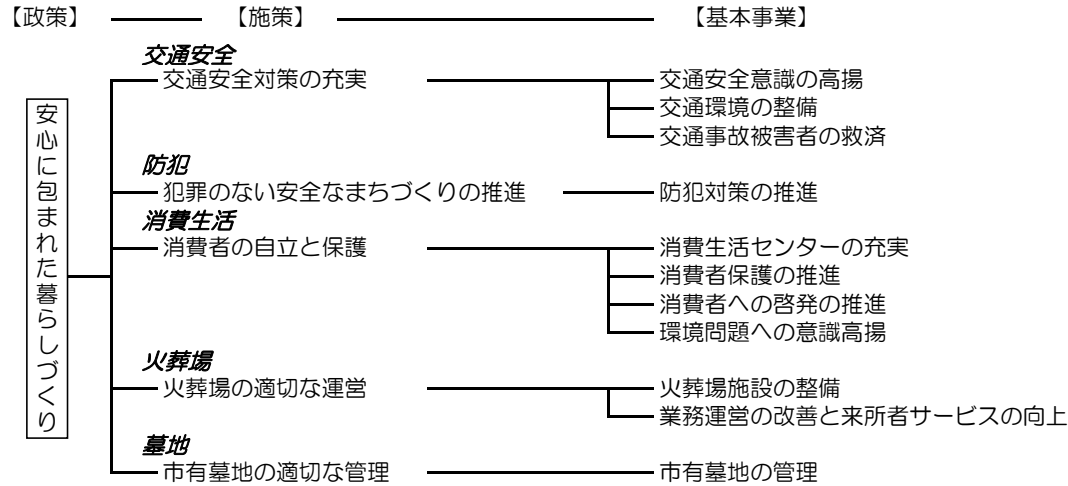 【政策】 【施策】 【基本事業】
交通安全
交通安全対策の充実 交通安全意識の高揚
交通環境の整備
交通事故被害者の救済
防犯
犯罪のない安全なまちづくりの推進 防犯対策の推進
消費生活
消費者の自立と保護 消費生活センターの充実
消費者保護の推進
消費者への啓発の推進
環境問題への意識高揚
火葬場
火葬場の適切な運営 火葬場施設の整備
業務運営の改善と来所者サービスの向上
墓地
市有墓地の適切な管理 市有墓地の管理
安心に包まれた暮らしづくり